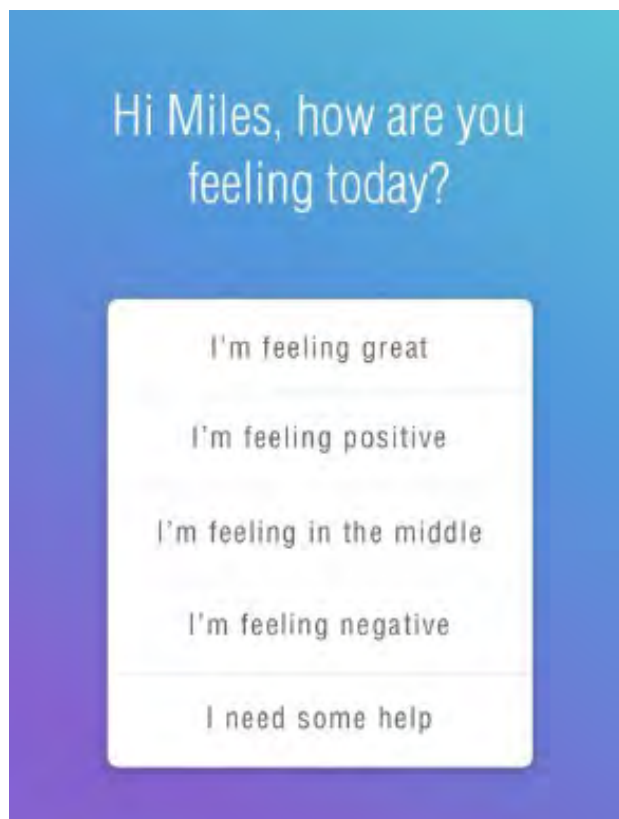 Hi Miles, how are you
feeling today?
I'm feeling great
I'm feeling positive
I'm feeling in the middle
I'm feeling negative
I need some help